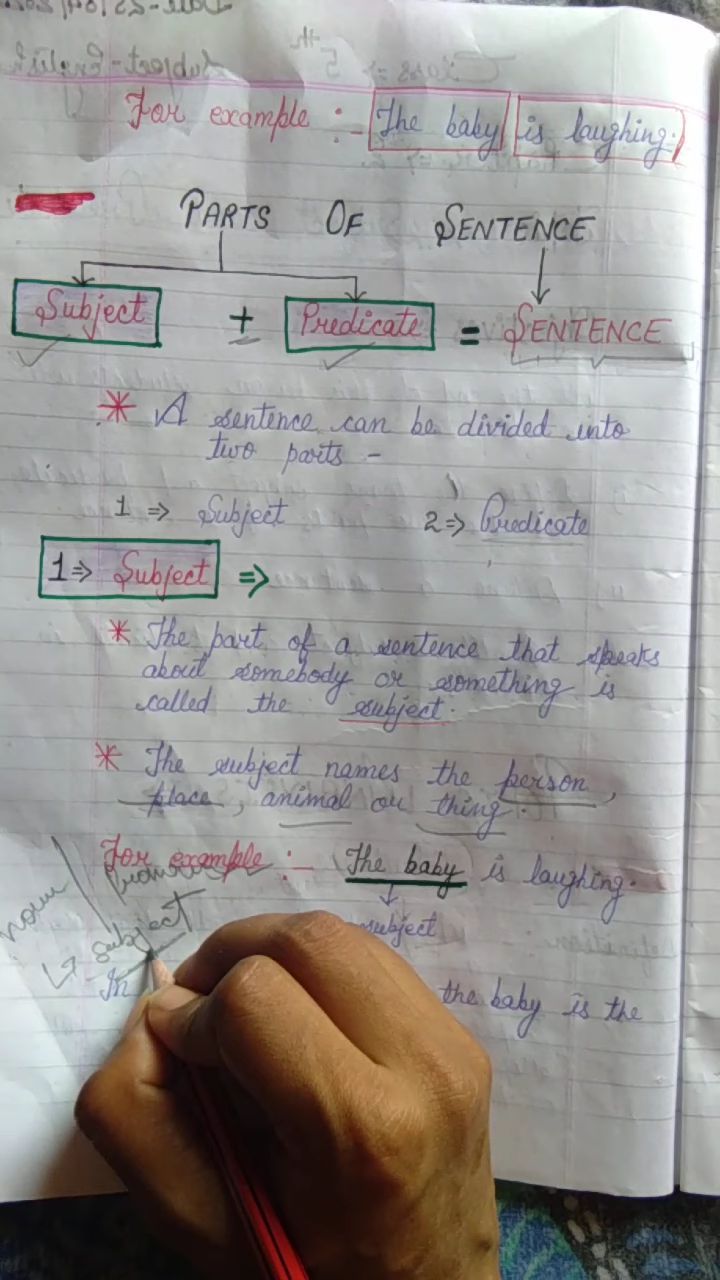 For example :- The baby is laughing.
PARTS OF SENTENCE
Subject + Predicate = SENTENCE
* A sentence can be divided into
two parts -
1 => Subject 2 => Predicate
1 => Subject =>
* The part of a sentence that speaks
about somebody or something is
called the subject.
* The subject names the person,
place, animal or thing.
For example :- The baby is laughing.
subject
noun
↳ subject
In the baby is the